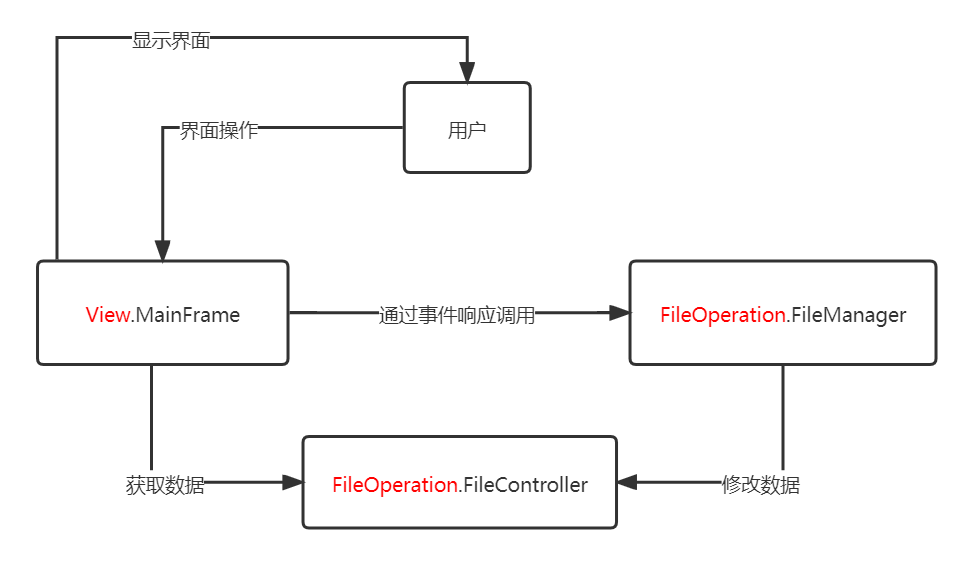 显示界面
用户
界面操作
View.MainFrame
通过事件响应调用
FileOperation.FileManager
获取数据
FileOperation.FileController
修改数据